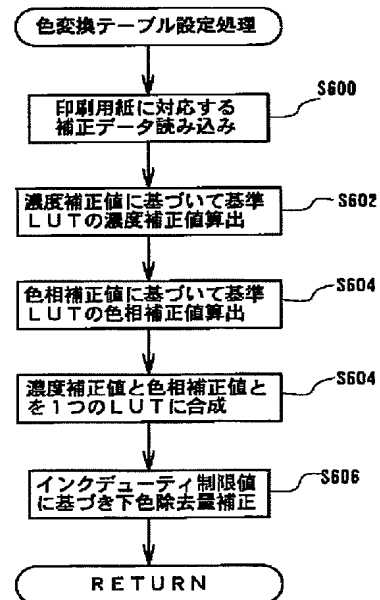 色変換テーブル設定処理
S600
印刷用紙に対応する
補正データ読み込み
S602
濃度補正値に基づいて基準
LUTの濃度補正値算出
S604
色相補正値に基づいて基準
LUTの色相補正値算出
S604
濃度補正値と色相補正値と
を1つのLUTに合成
S606
インクデューティ制限値
に基づき下色除去量補正
RETURN